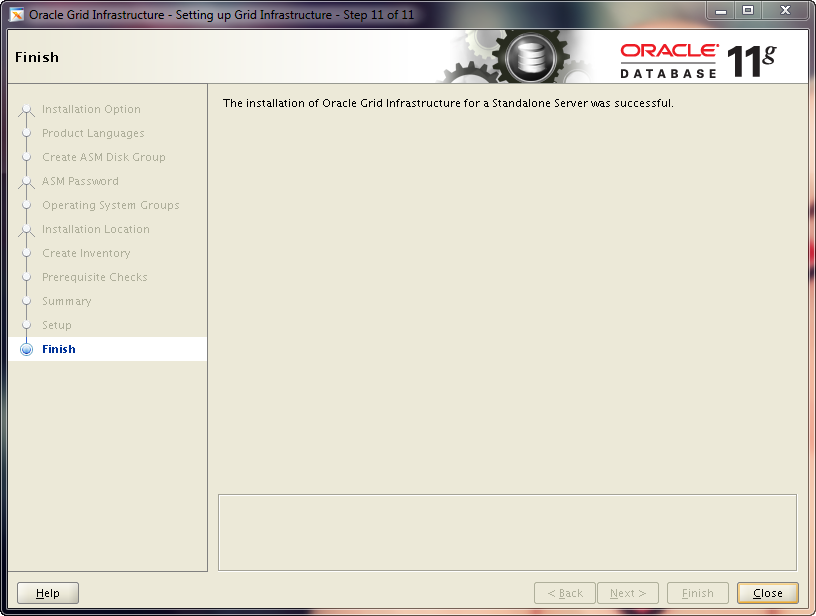 Oracle Grid Infrastructure - Setting up Grid Infrastructure - Step 11 of 11
Finish
ORACLE
DATABASE 11g
Installation Option
Product Languages
Create ASM Disk Group
ASM Password
Operating System Groups
Installation Location
Create Inventory
Prerequisite Checks
Summary
Setup
Finish
The installation of Oracle Grid Infrastructure for a Standalone Server was successful.
Help
< Back
Next >
Finish
Close